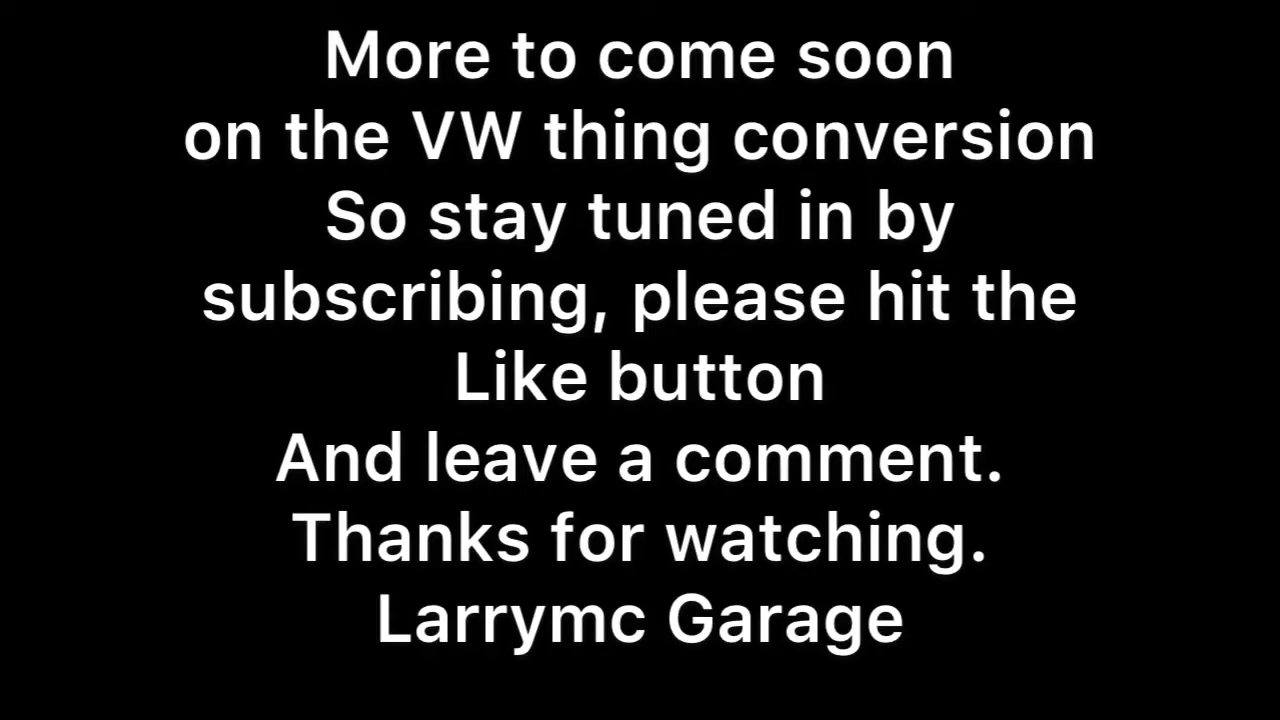 More to come soon
on the VW thing conversion
So stay tuned in by
subscribing, please hit the
Like button
And leave a comment.
Thanks for watching.
Larrymc Garage